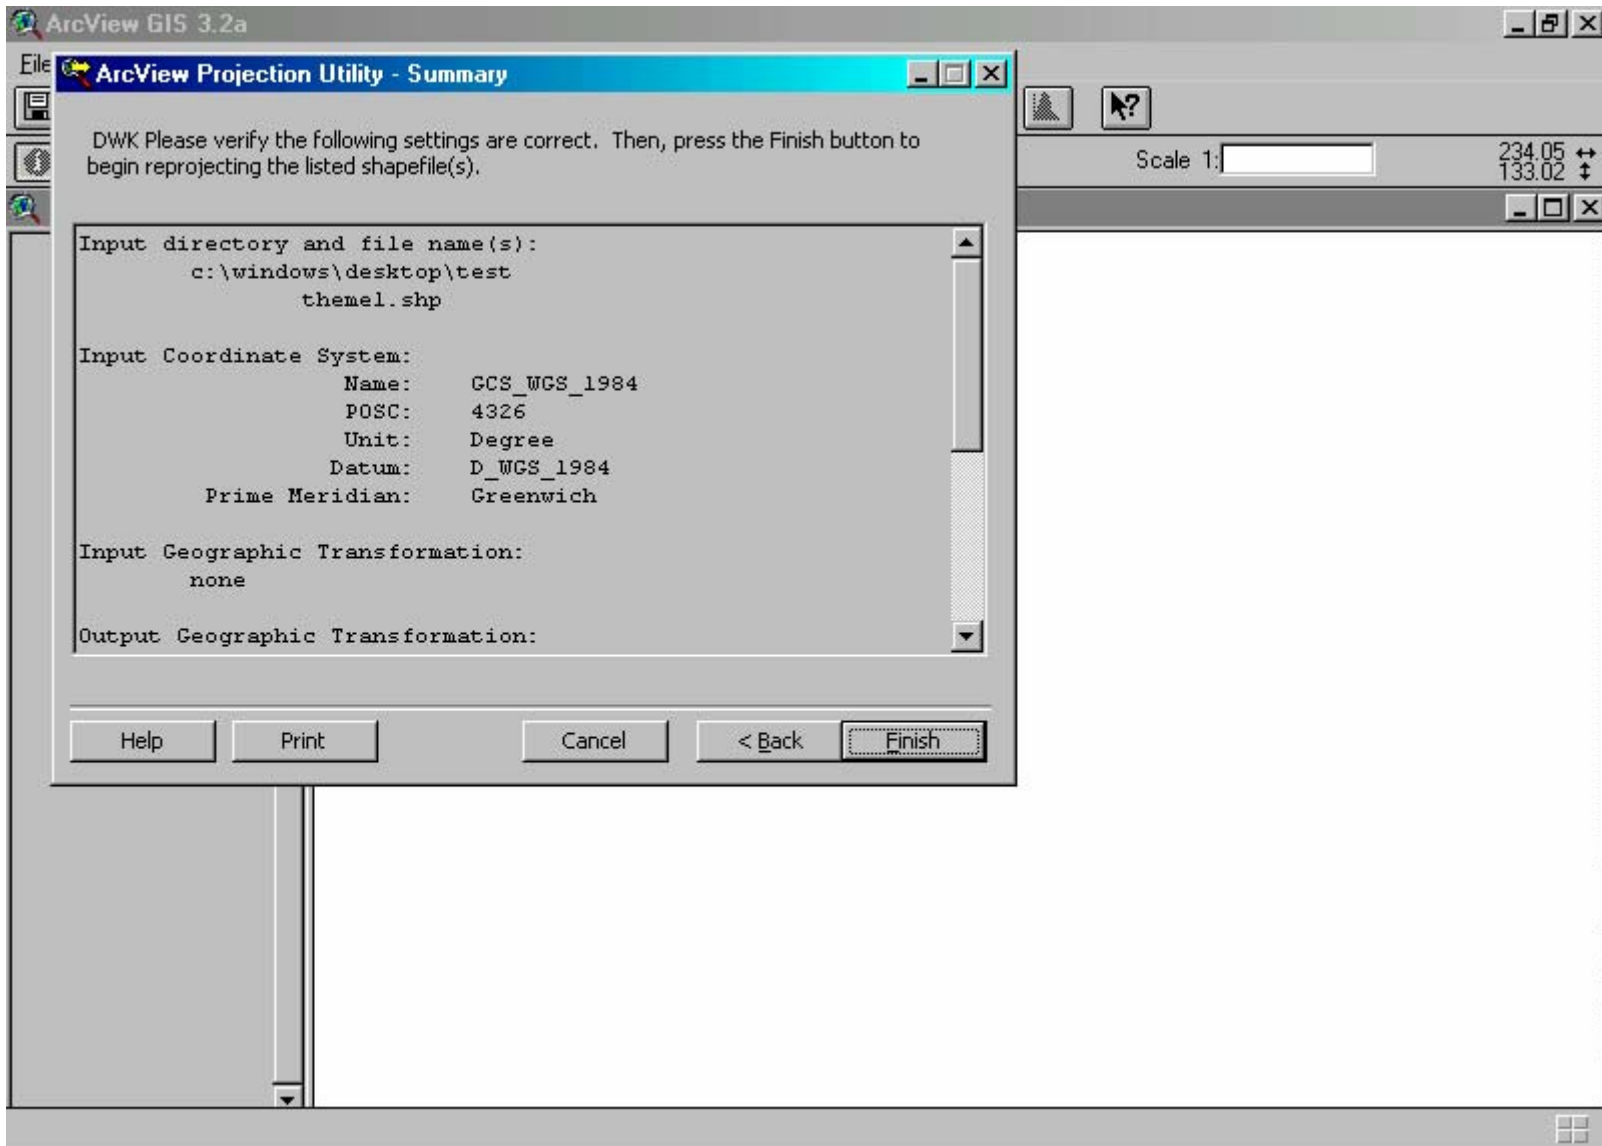 ArcView GIS 3.2a
File
ArcView Projection Utility - Summary
DWK Please verify the following settings are correct. Then, press the Finish button to
begin reprojecting the listed shapefile(s).
Scale 1:
234.05
133.02
Input directory and file name(s):
c:\windows\desktop\test
theme1.shp
Input Coordinate System:
Name: GCS_WGS_1984
POSC: 4326
Unit: Degree
Datum: D_WGS_1984
Prime Meridian: Greenwich
Input Geographic Transformation:
none
Output Geographic Transformation:
Help
Print
Cancel
< Back
Finish